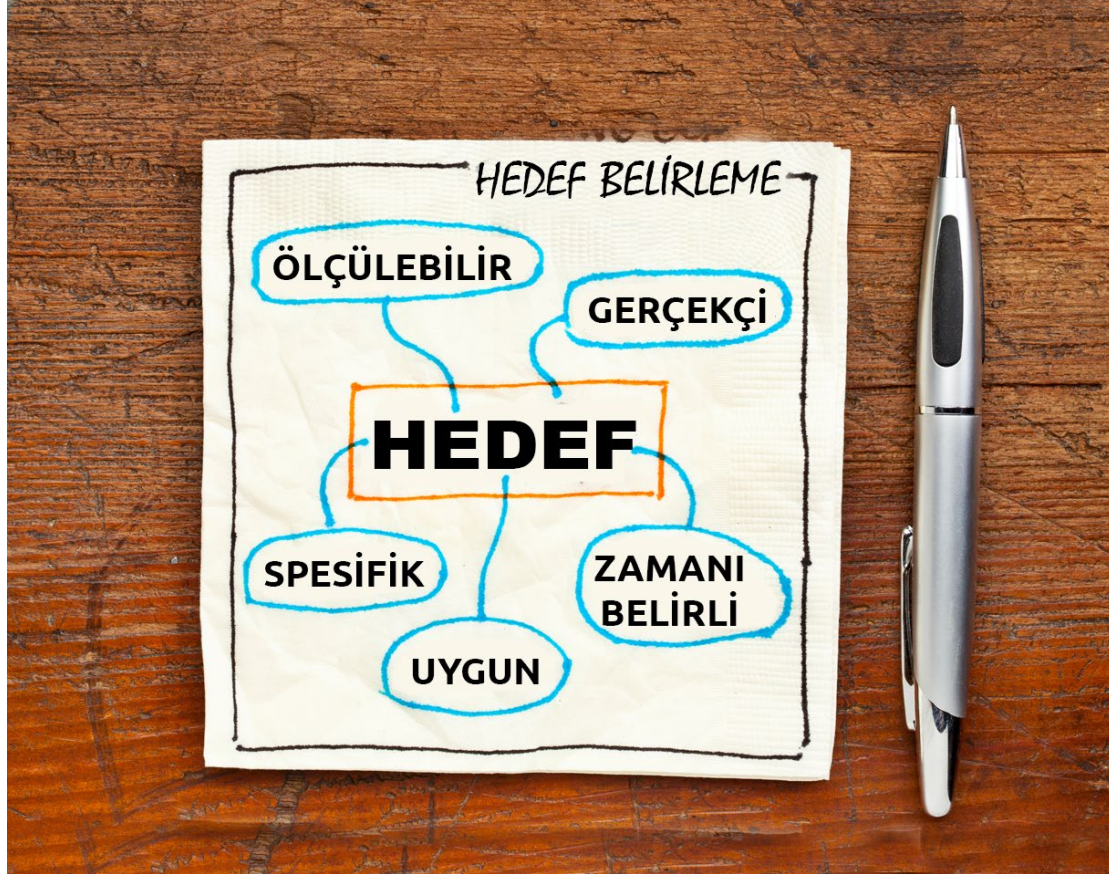 HEDEF BELİRLEME
ÖLÇÜLEBİLİR
GERÇEKÇİ
HEDEF
SPESİFİK
ZAMANI
BELİRLİ
UYGUN